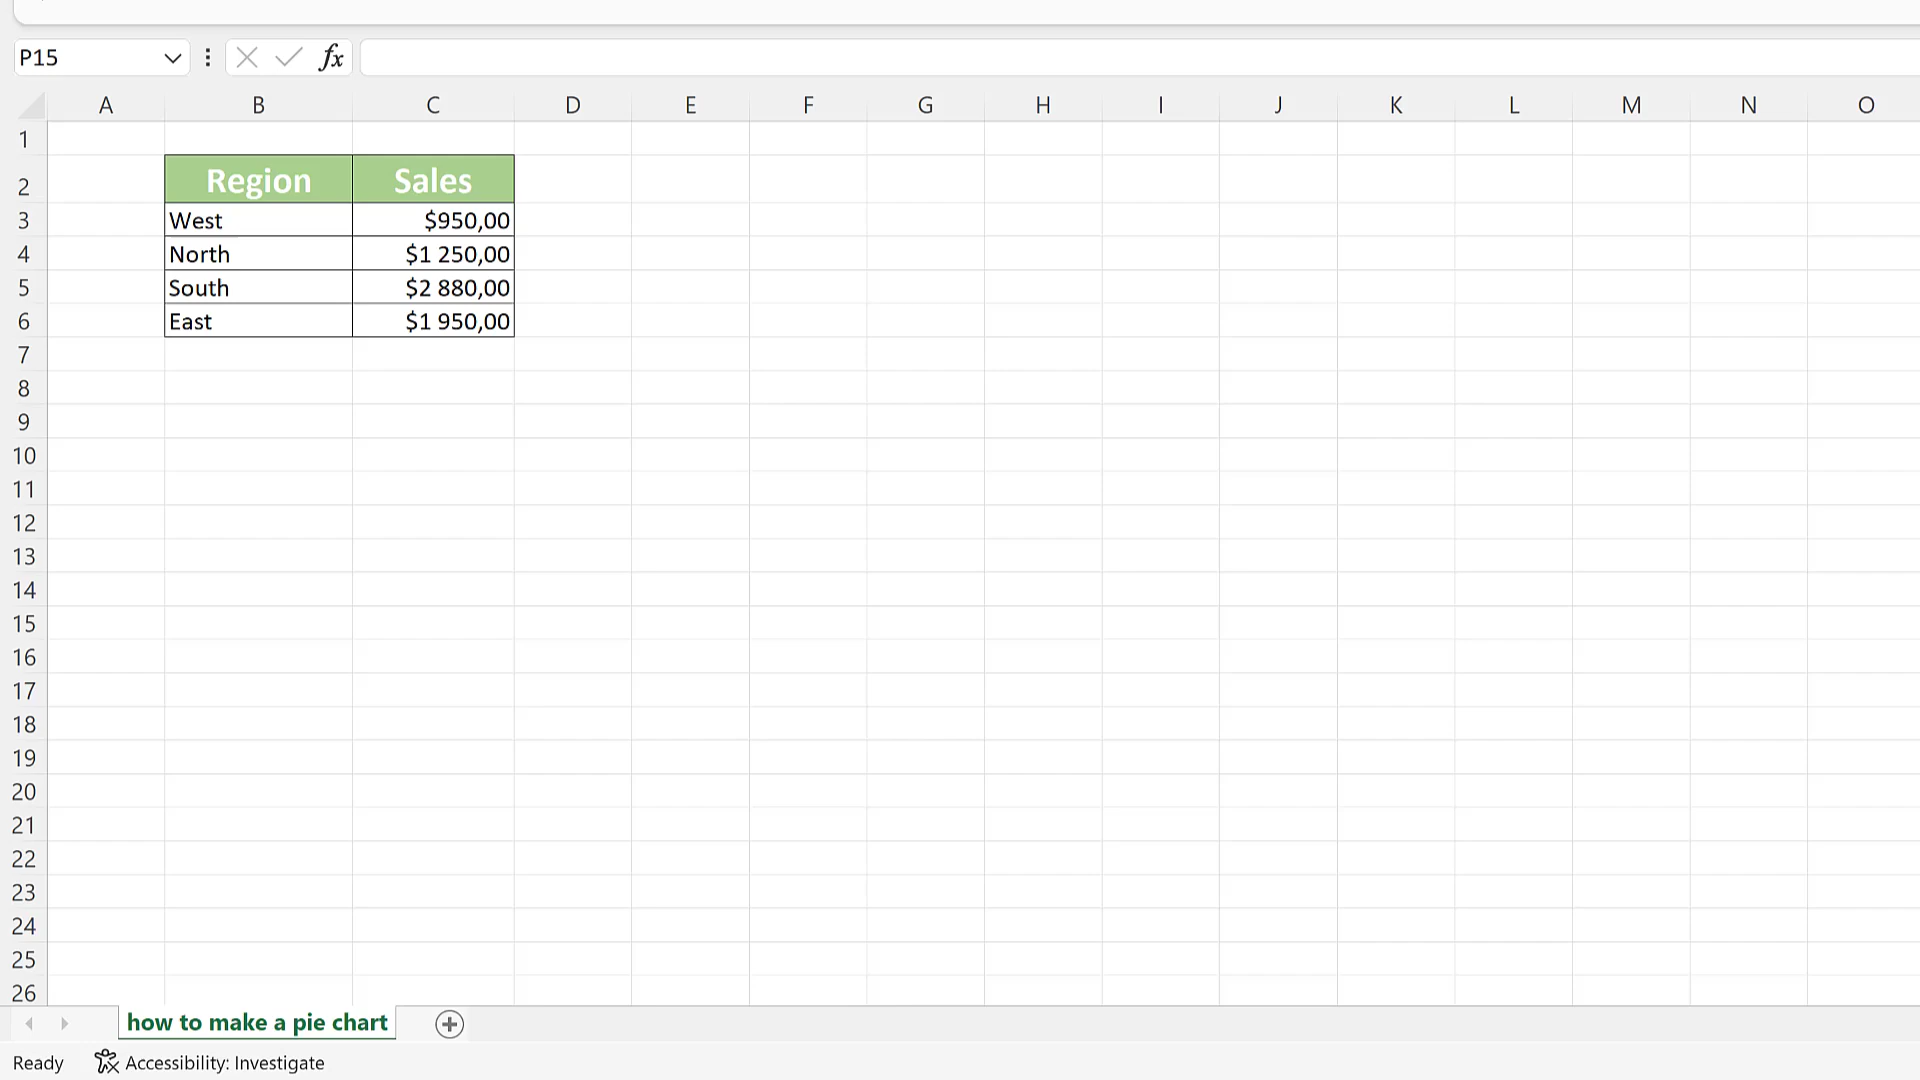 P15 fx
A B C D E F G H I J K L M N O
1
2 Region Sales
3 West $950,00
4 North $1 250,00
5 South $2 880,00
6 East $1 950,00
7
8
9
10
11
12
13
14
15
16
17
18
19
20
21
22
23
24
25
26
how to make a pie chart
Ready Accessibility: Investigate